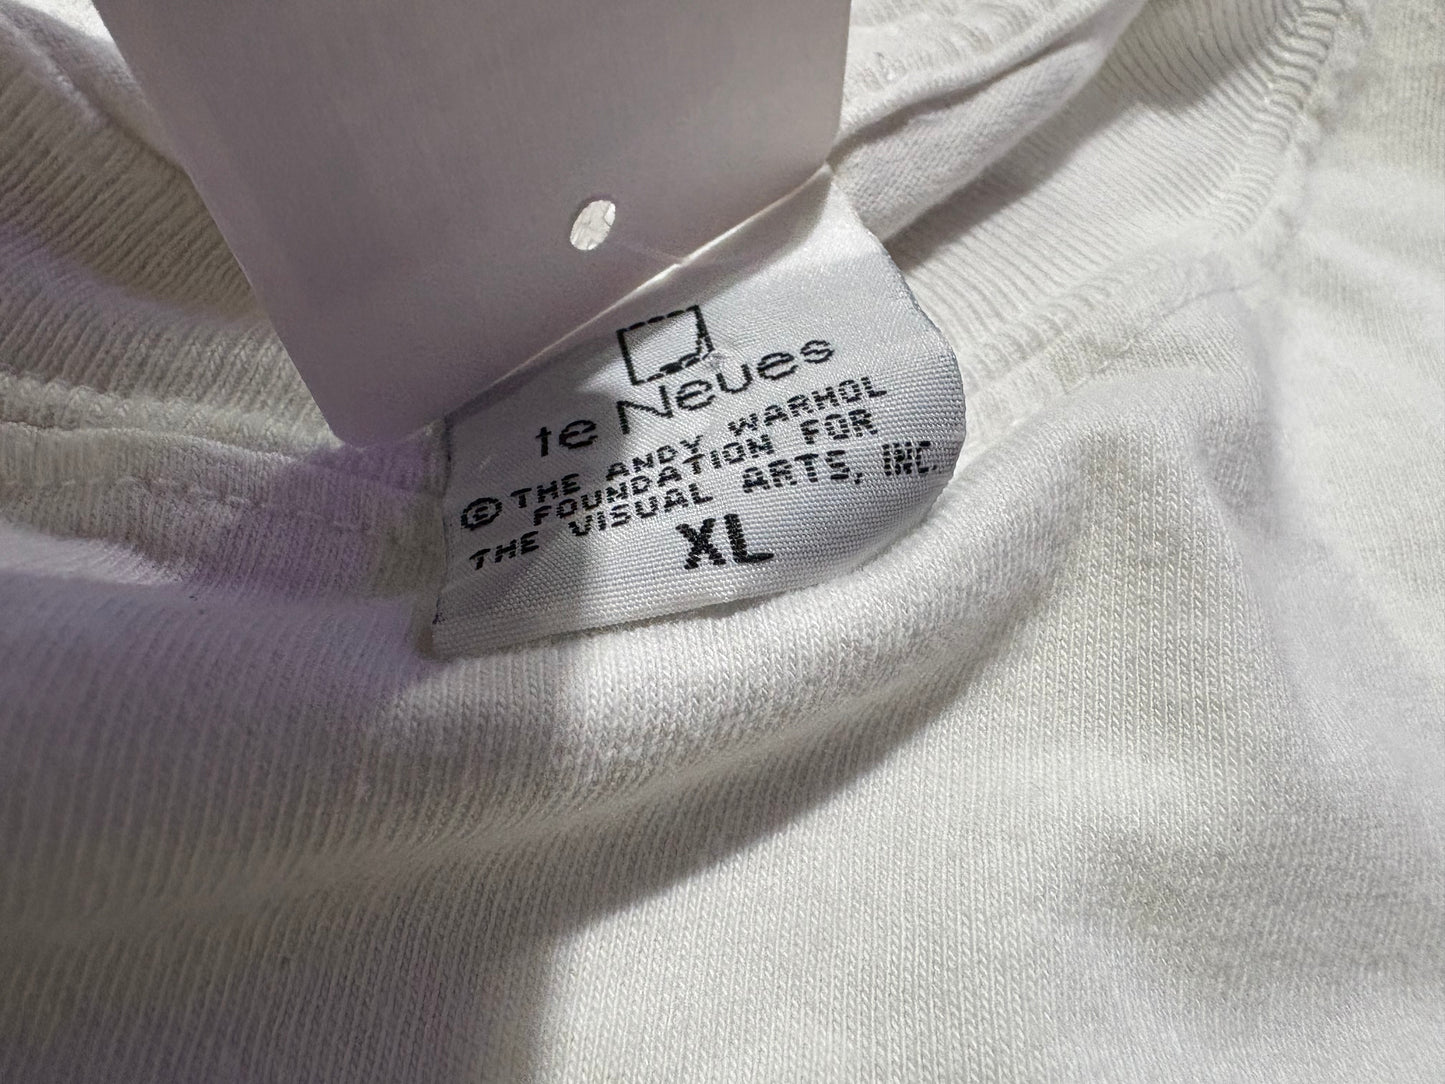 te Neues
© THE ANDY WARHOL
FOUNDATION FOR
THE VISUAL ARTS, INC.
XL